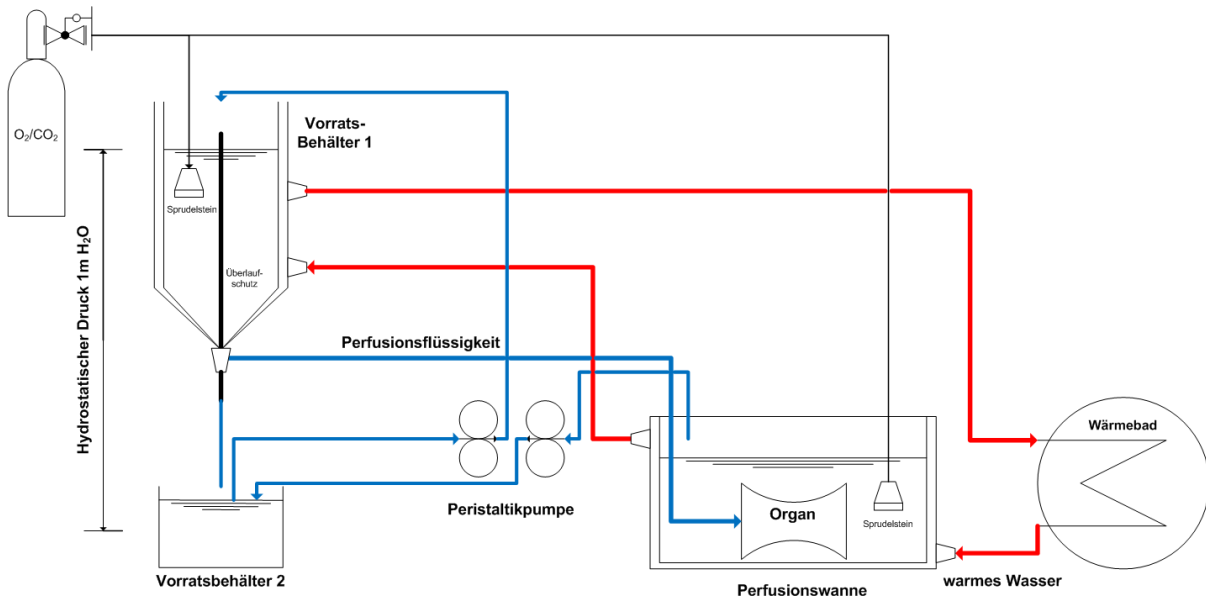 O₂/CO₂
Vorrats-
Behälter 1
Sprudelstein
Überlauf-
schutz
Hydrostatischer Druck 1m H₂O
Perfusionsflüssigkeit
Wärmebad
Peristaltikpumpe
Organ
Sprudelstein
Vorratsbehälter 2
Perfusionswanne
warmes Wasser